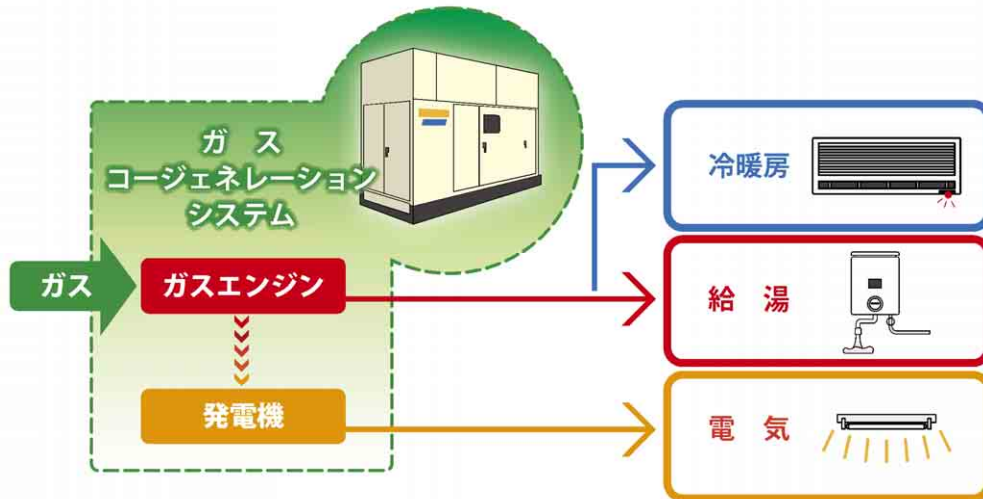 ガス
コージェネレーション
システム
ガス
ガスエンジン
発電機
冷暖房
給湯
電気